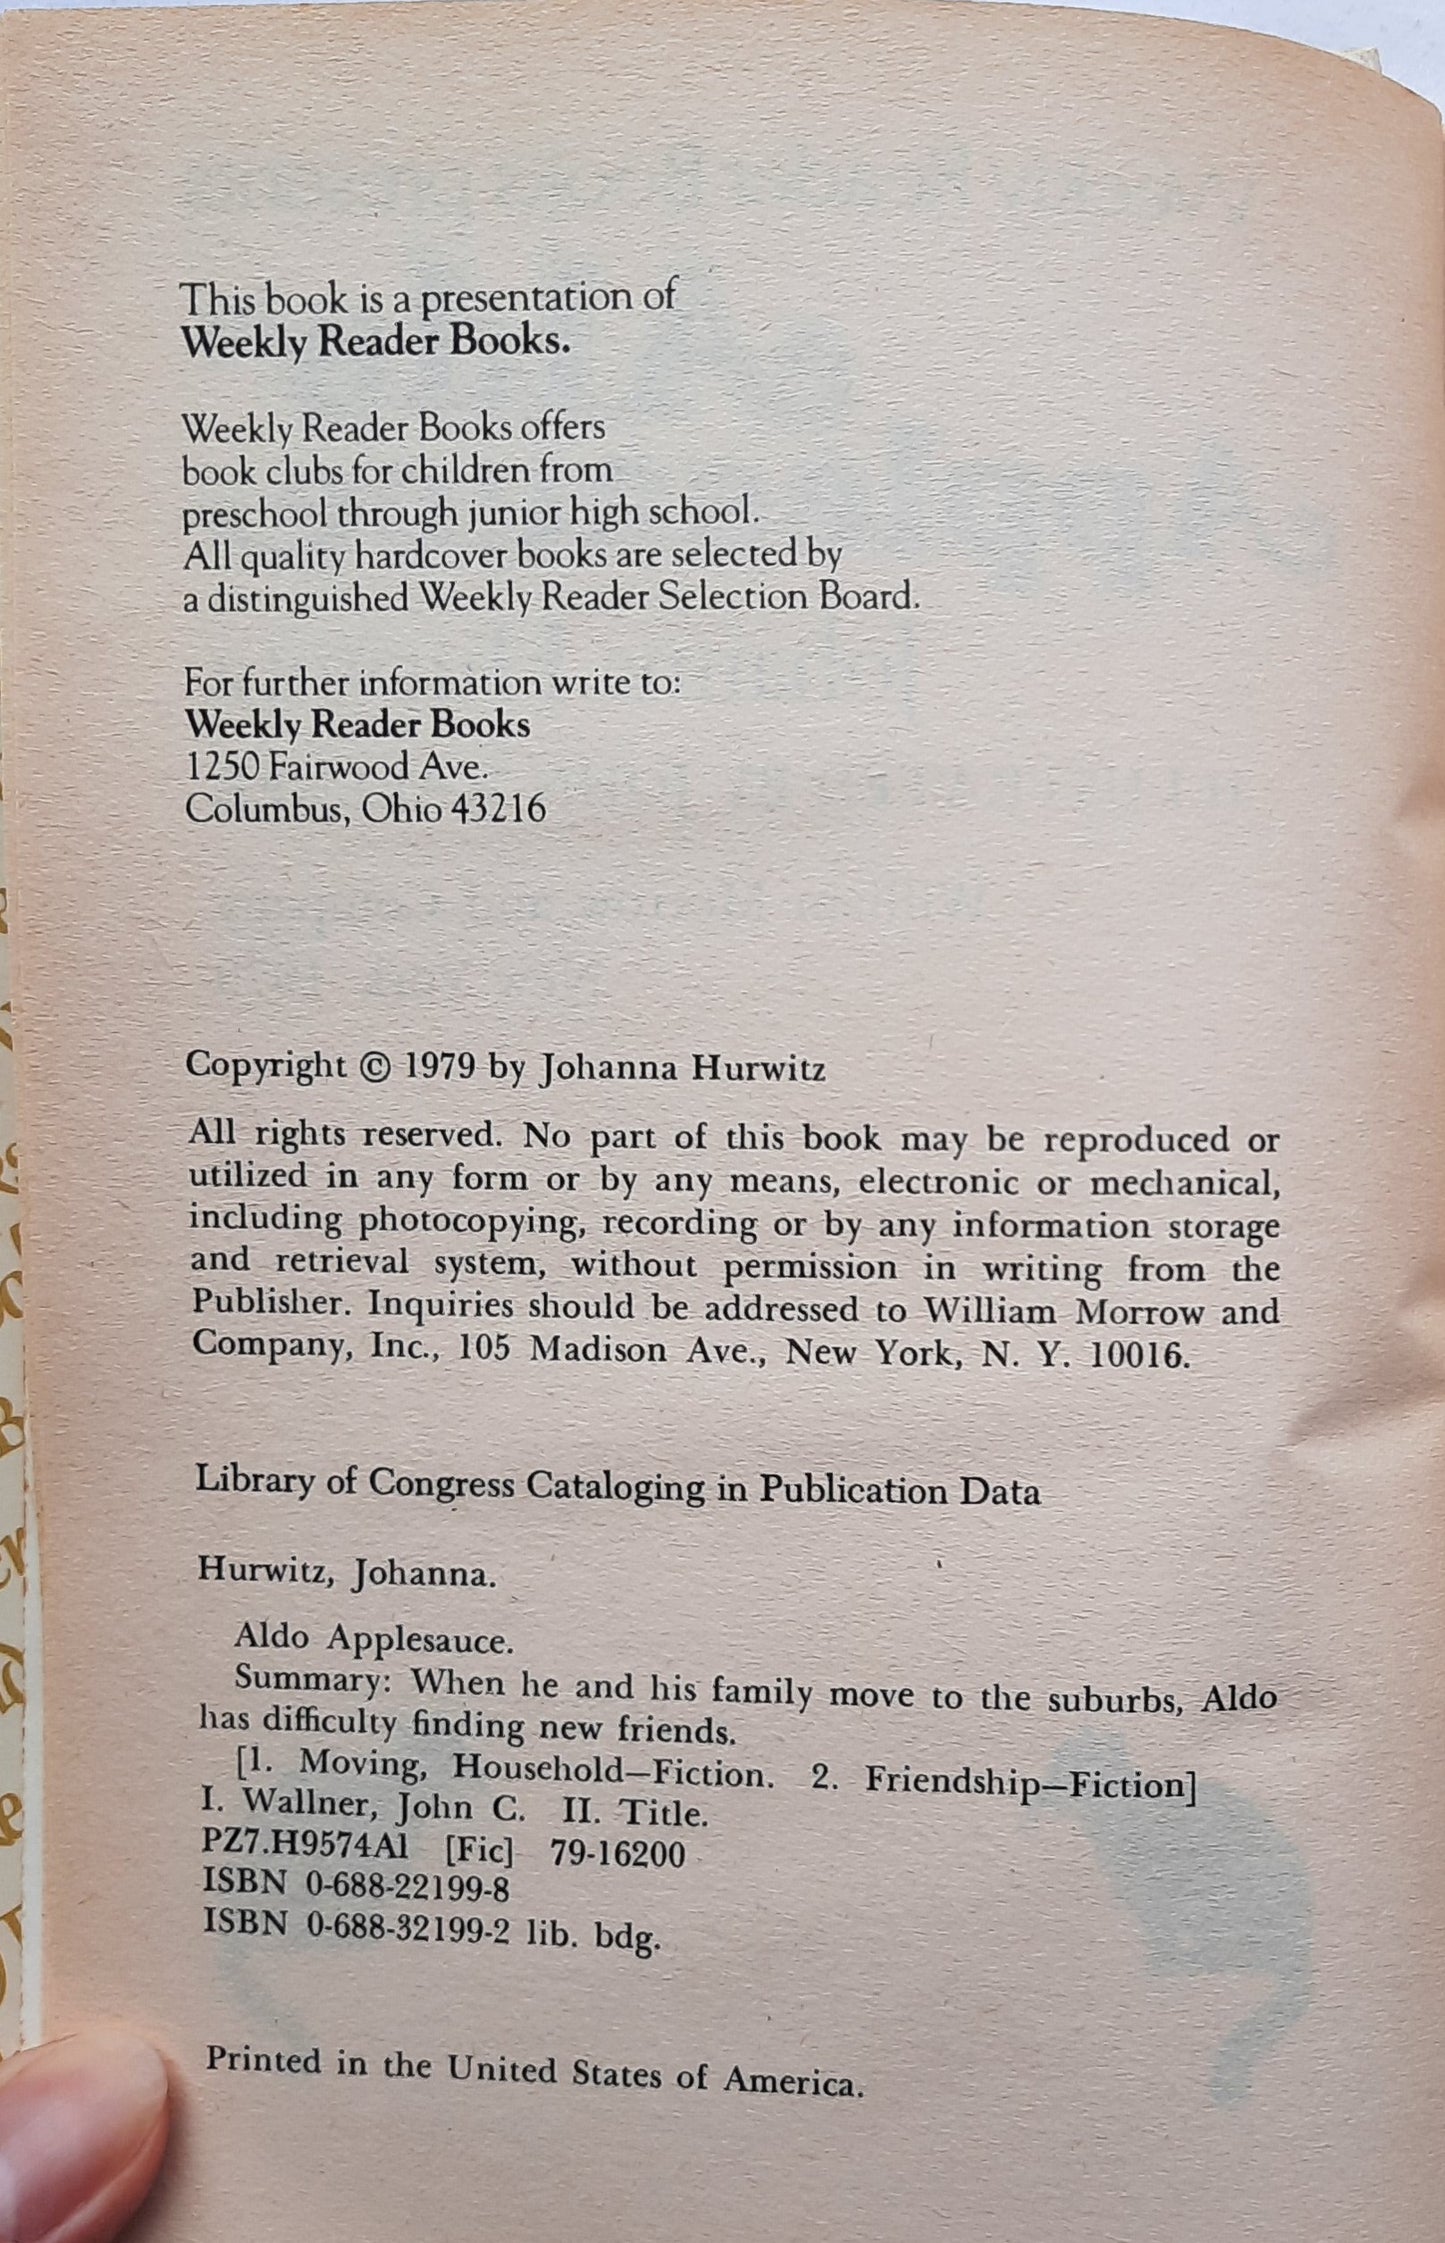 This book is a presentation of
Weekly Reader Books.
Weekly Reader Books offers
book clubs for children from
preschool through junior high school.
All quality hardcover books are selected by
a distinguished Weekly Reader Selection Board.
For further information write to:
Weekly Reader Books
1250 Fairwood Ave.
Columbus, Ohio 43216
Copyright © 1979 by Johanna Hurwitz
All rights reserved. No part of this book may be reproduced or
utilized in any form or by any means, electronic or mechanical,
including photocopying, recording or by any information storage
and retrieval system, without permission in writing from the
Publisher. Inquiries should be addressed to William Morrow and
Company, Inc., 105 Madison Ave., New York, N. Y. 10016.
Library of Congress Cataloging in Publication Data
Hurwitz, Johanna.
Aldo Applesauce.
Summary: When he and his family move to the suburbs, Aldo
has difficulty finding new friends.
[1. Moving, Household—Fiction. 2. Friendship—Fiction]
I. Wallner, John C. II. Title.
PZ7.H9574Al [Fic] 79-16200
ISBN 0-688-22199-8
ISBN 0-688-32199-2 lib. bdg.
Printed in the United States of America.